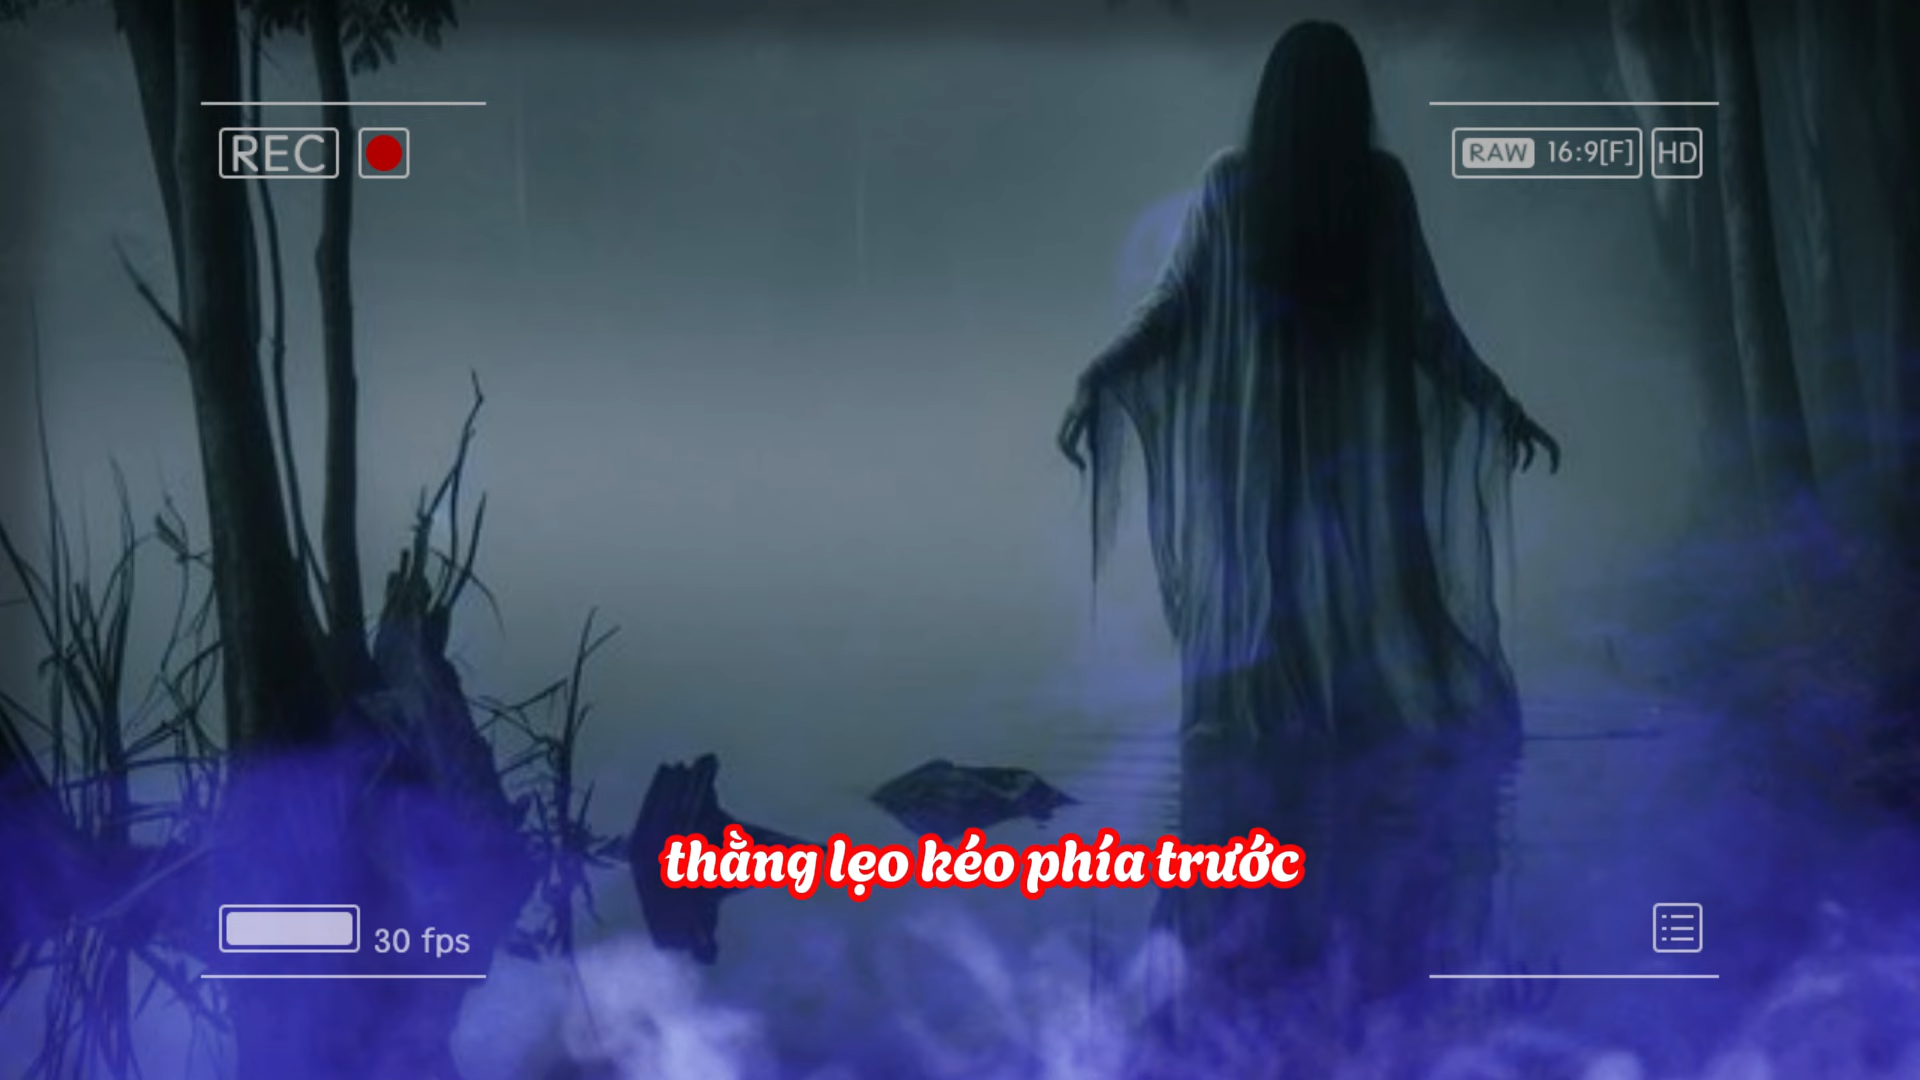 REC
RAW 16:9[F] HD
thằng lẹo kéo phía trước
30 fps